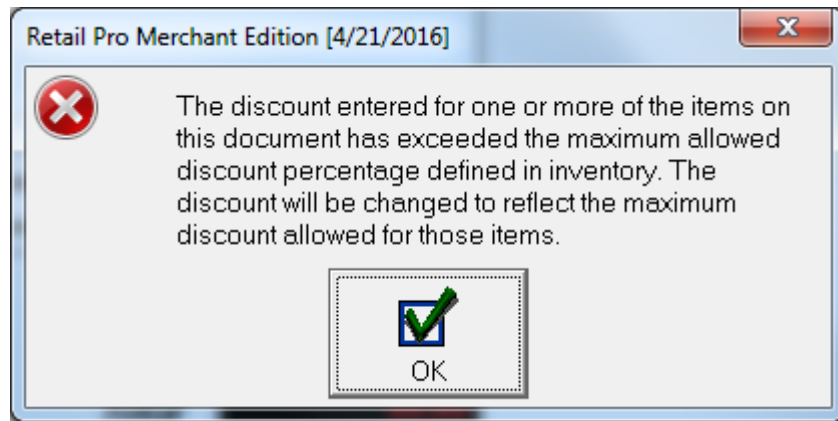 Retail Pro Merchant Edition [4/21/2016]
The discount entered for one or more of the items on
this document has exceeded the maximum allowed
discount percentage defined in inventory. The
discount will be changed to reflect the maximum
discount allowed for those items.
OK